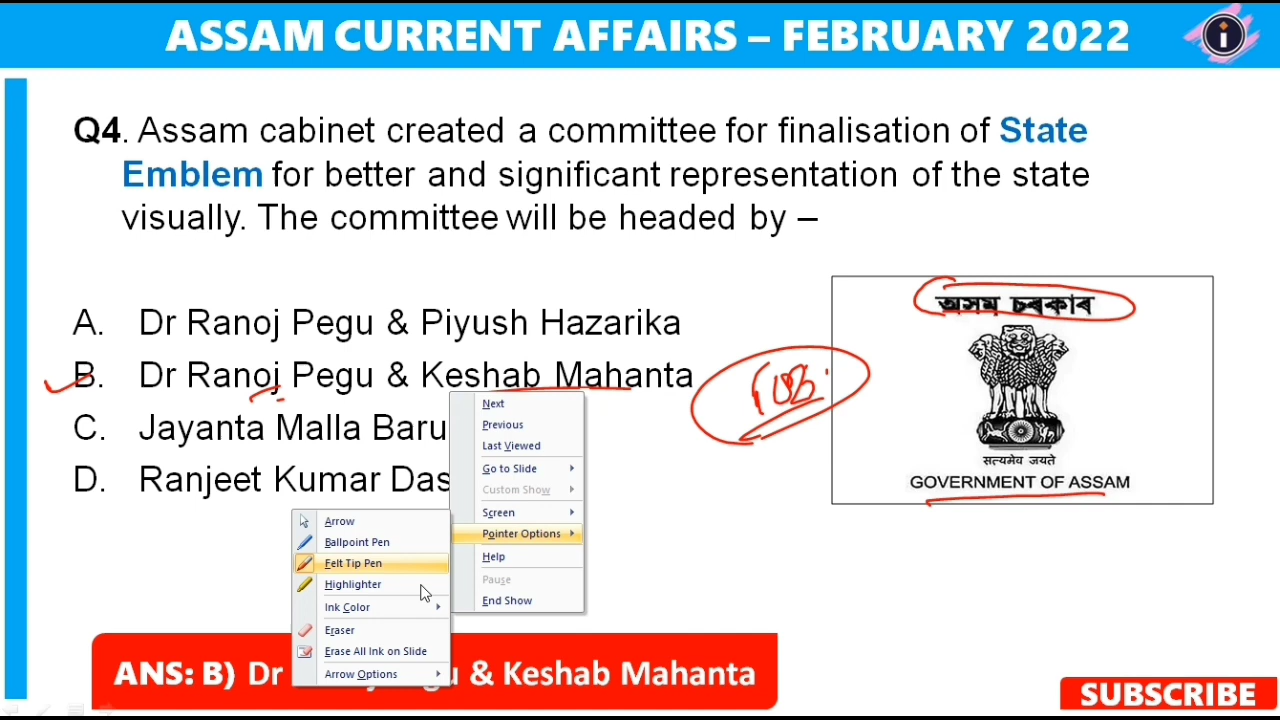 ASSAM CURRENT AFFAIRS – FEBRUARY 2022
Q4. Assam cabinet created a committee for finalisation of State
Emblem for better and significant representation of the state
visually. The committee will be headed by –
A. Dr Ranoj Pegu & Piyush Hazarika
B. Dr Ranoj Pegu & Keshab Mahanta
C. Jayanta Malla Baru
D. Ranjeet Kumar Das
অসম চৰকাৰ
सत्यमेव जयते
GOVERNMENT OF ASSAM
Next
Previous
Last Viewed
Go to Slide
Custom Show
Screen
Pointer Options
Help
Pause
End Show
Arrow
Ballpoint Pen
Felt Tip Pen
Highlighter
Ink Color
Eraser
Erase All Ink on Slide
Arrow Options
ANS: B) Dr & Keshab Mahanta
SUBSCRIBE